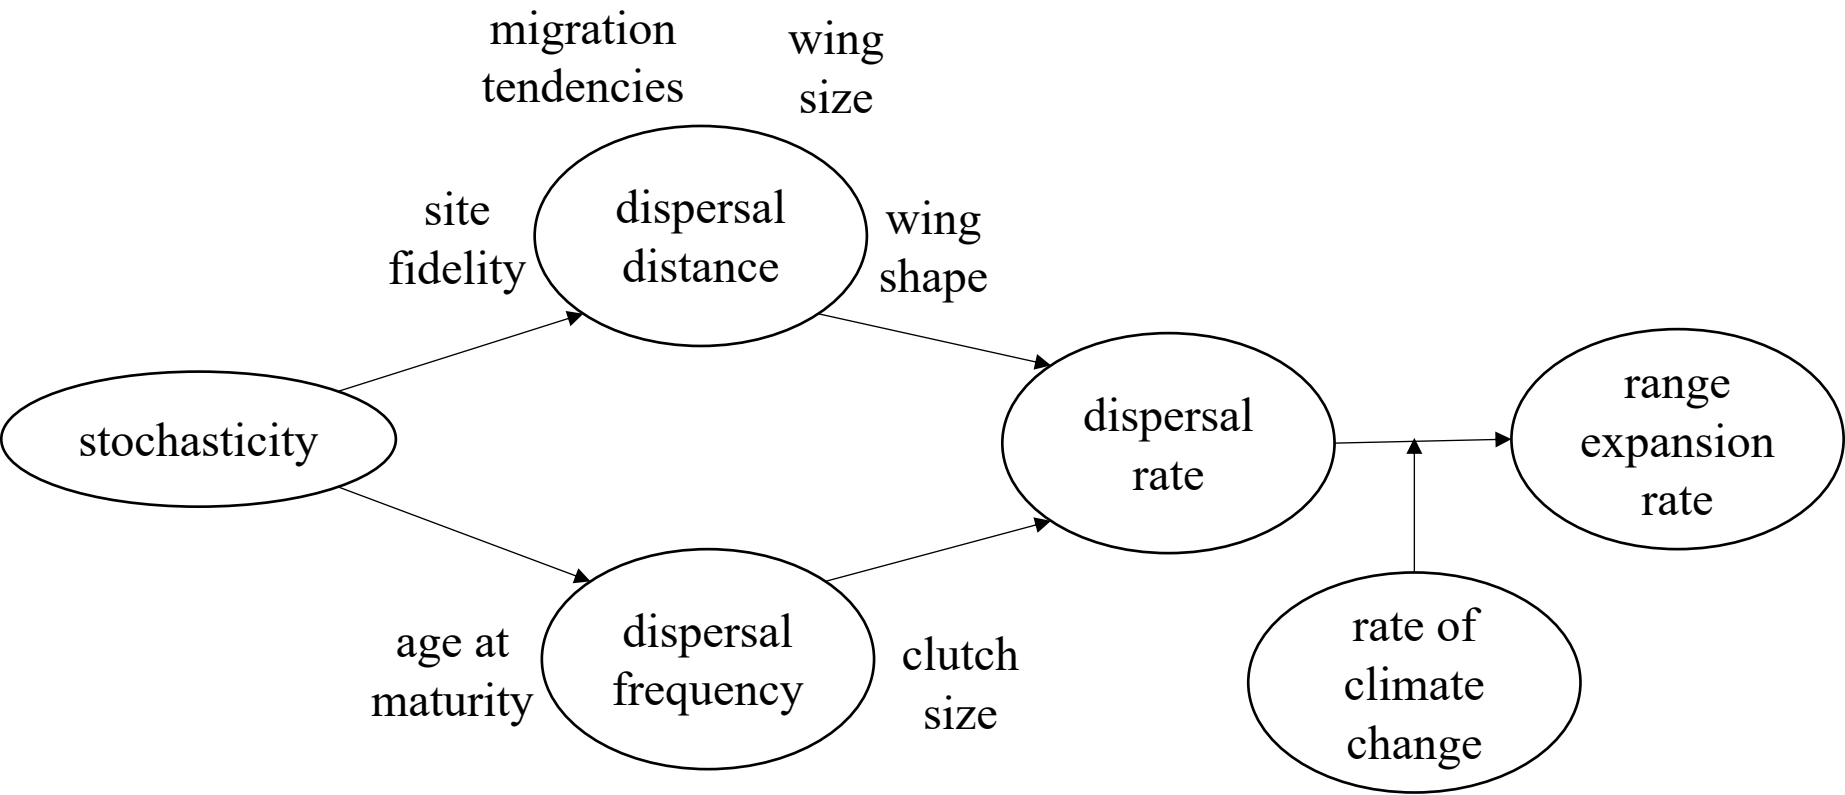 migration
tendencies
wing
size
site
fidelity
dispersal
distance
wing
shape
stochasticity
dispersal
rate
range
expansion
rate
age at
maturity
dispersal
frequency
clutch
size
rate of
climate
change